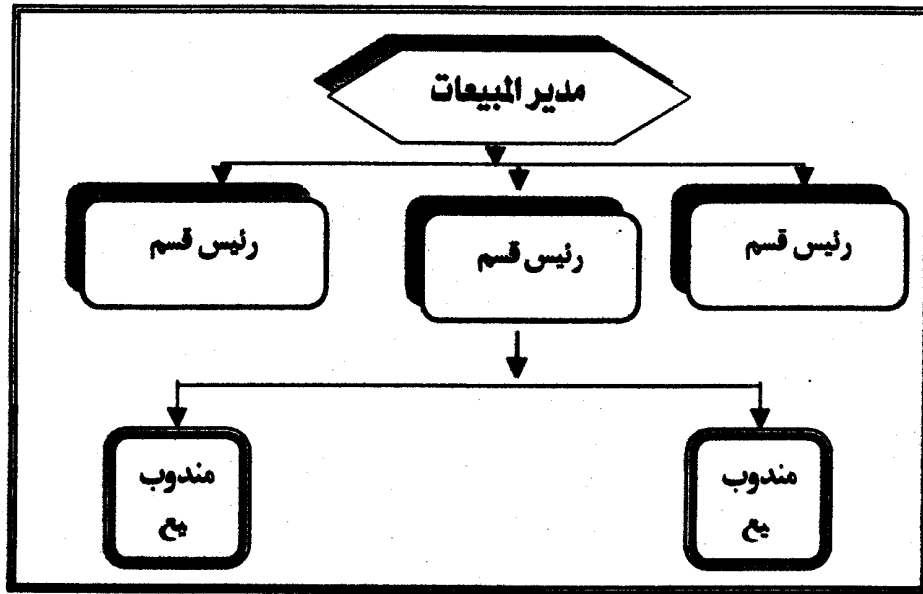 مدير المبيعات
رئيس قسم
رئيس قسم
رئيس قسم
مندوب
بيع
مندوب
بيع